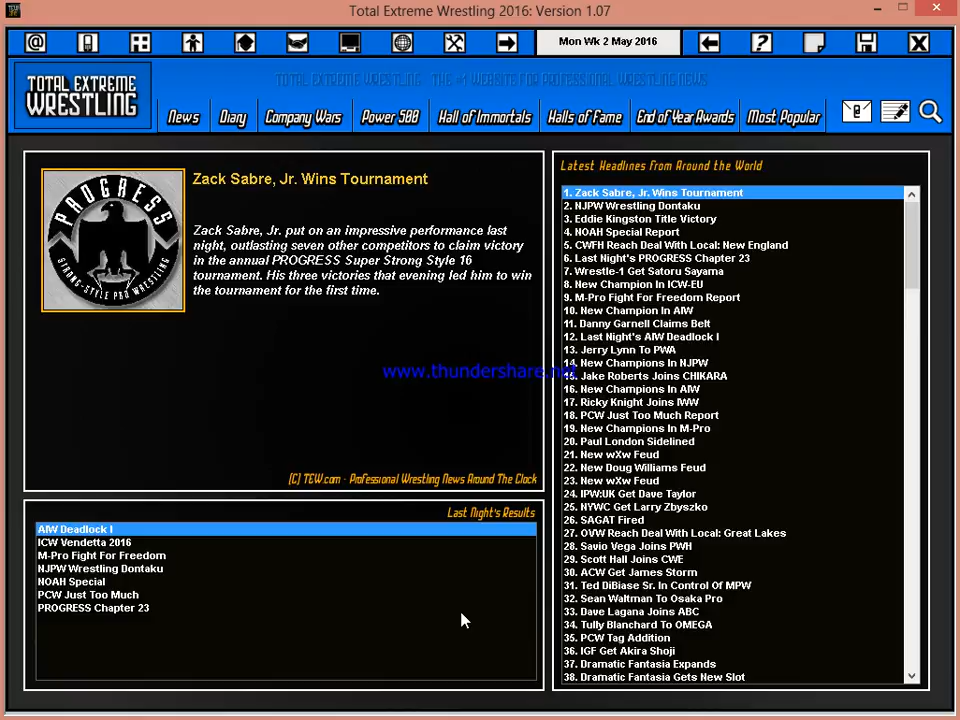 Total Extreme Wrestling 2016: Version 1.07
Mon Wk 2 May 2016
TOTAL EXTREME WRESTLING
TOTAL EXTREME WRESTLING - THE #1 WEBSITE FOR PROFESSIONAL WRESTLING NEWS
News
Diary
Company Wars
Power 500
Hall of Immortals
Halls of Fame
End of Year Awards
Most Popular
PROGRESS
STRONG-STYLE PRO WRESTLING
Zack Sabre, Jr. Wins Tournament
Zack Sabre, Jr. put on an impressive performance last
night, outlasting seven other competitors to claim victory
in the annual PROGRESS Super Strong Style 16
tournament. His three victories that evening led him to win
the tournament for the first time.
www.thundershare.net
(C) TEW.com - Professional Wrestling News Around The Clock
Last Night's Results
AIW Deadlock I
ICW Vendetta 2016
M-Pro Fight For Freedom
NJPW Wrestling Dontaku
NOAH Special
PCW Just Too Much
PROGRESS Chapter 23
Latest Headlines From Around the World
1. Zack Sabre, Jr. Wins Tournament
2. NJPW Wrestling Dontaku
3. Eddie Kingston Title Victory
4. NOAH Special Report
5. CWFH Reach Deal With Local: New England
6. Last Night's PROGRESS Chapter 23
7. Wrestle-1 Get Satoru Sayama
8. New Champion In ICW-EU
9. M-Pro Fight For Freedom Report
10. New Champion In AIW
11. Danny Garnell Claims Belt
12. Last Night's AIW Deadlock I
13. Jerry Lynn To PWA
14. New Champions In NJPW
15. Jake Roberts Joins CHIKARA
16. New Champions In AIW
17. Ricky Knight Joins IWW
18. PCW Just Too Much Report
19. New Champions In M-Pro
20. Paul London Sidelined
21. New wXw Feud
22. New Doug Williams Feud
23. New wXw Feud
24. IPW:UK Get Dave Taylor
25. NYWC Get Larry Zbyszko
26. SAGAT Fired
27. OVW Reach Deal With Local: Great Lakes
28. Savio Vega Joins PWH
29. Scott Hall Joins CWE
30. ACW Get James Storm
31. Ted DiBiase Sr. In Control Of MPW
32. Sean Waltman To Osaka Pro
33. Dave Lagana Joins ABC
34. Tully Blanchard To OMEGA
35. PCW Tag Addition
36. IGF Get Akira Shoji
37. Dramatic Fantasia Expands
38. Dramatic Fantasia Gets New Slot